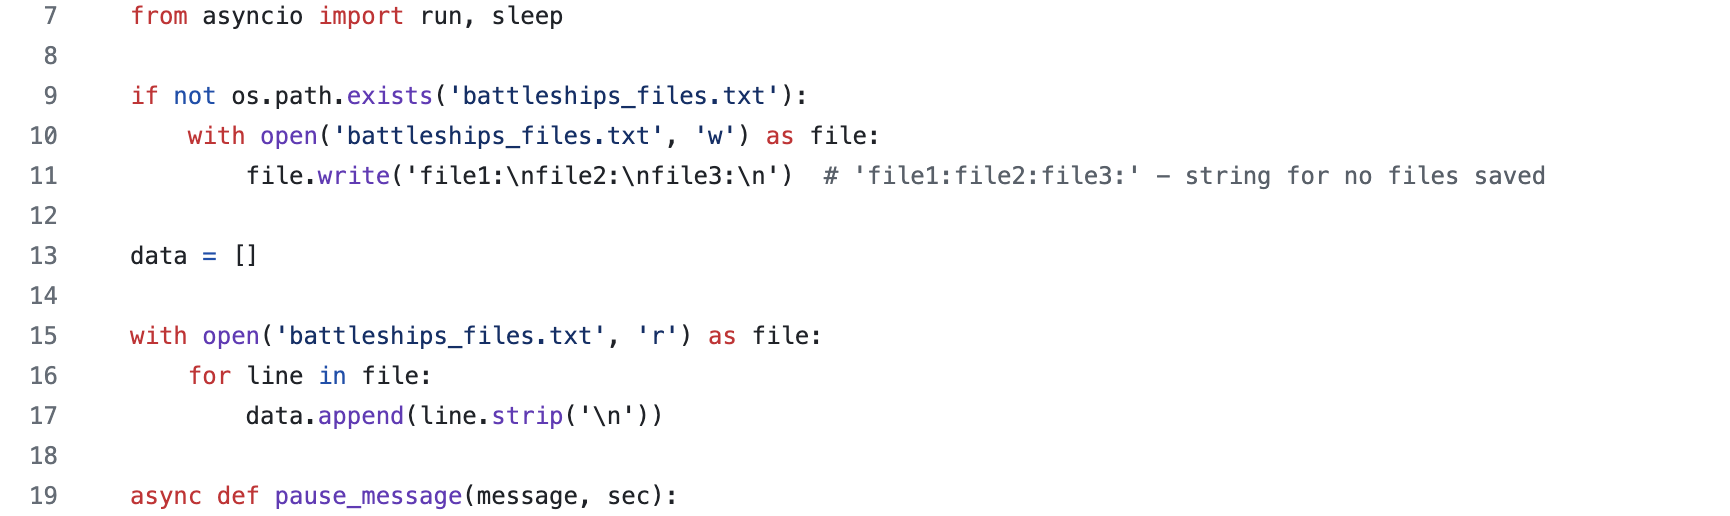 7 from asyncio import run, sleep
8
9 if not os.path.exists('battleships_files.txt'):
10     with open('battleships_files.txt', 'w') as file:
11         file.write('file1:\nfile2:\nfile3:\n')  # 'file1:file2:file3:' – string for no files saved
12
13 data = []
14
15 with open('battleships_files.txt', 'r') as file:
16     for line in file:
17         data.append(line.strip('\n'))
18
19 async def pause_message(message, sec):